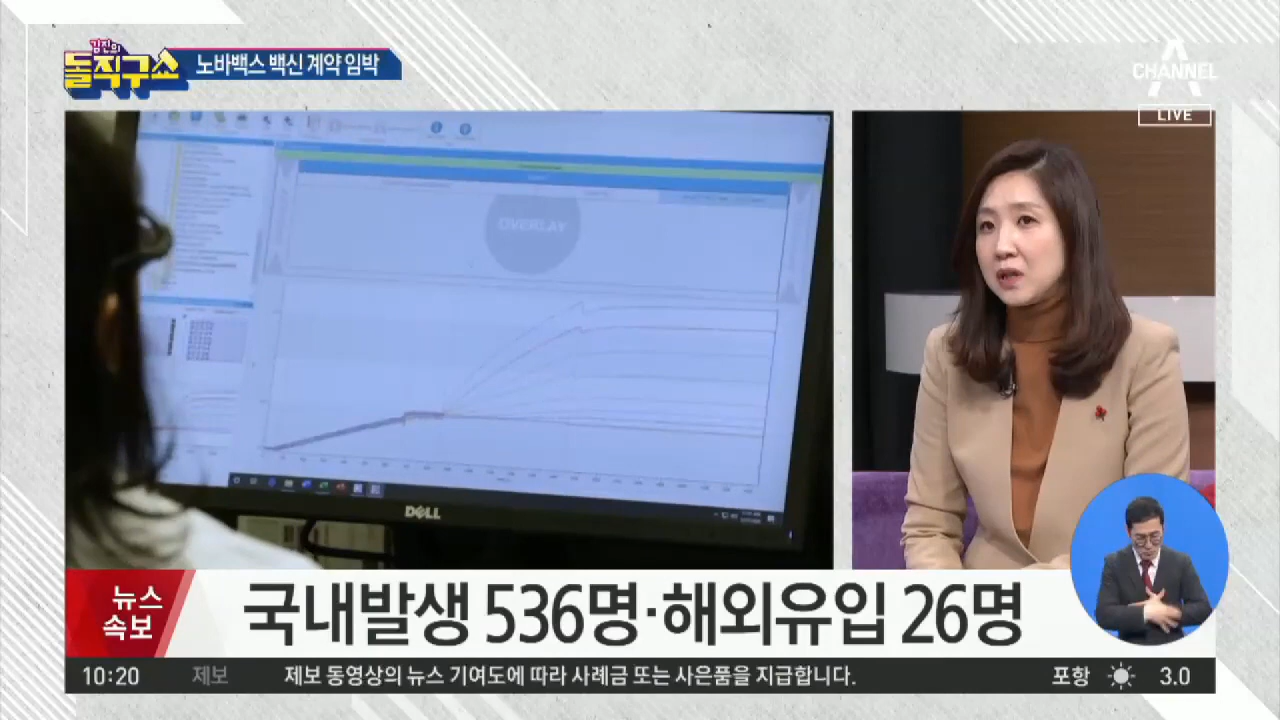 김진의
돌직구쇼
노바백스 백신 계약 임박
CHANNEL A
LIVE
OVERLAY
DELL
뉴스
속보
국내발생 536명·해외유입 26명
10:20 제보 제보 동영상의 뉴스 기여도에 따라 사례금 또는 사은품을 지급합니다. 포항 3.0